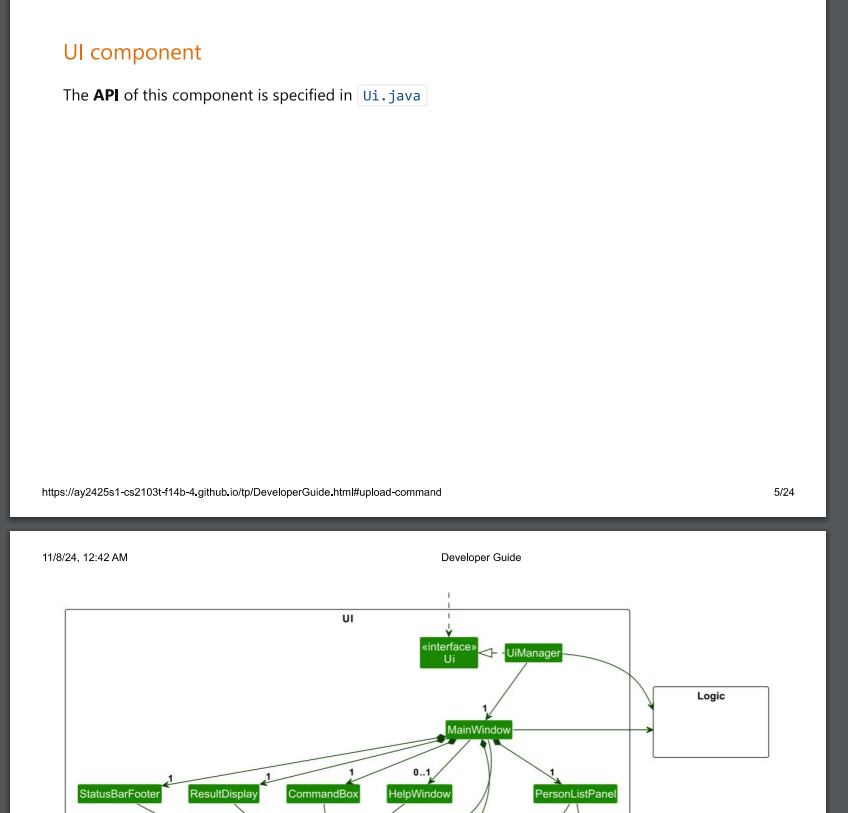 UI component
The API of this component is specified in Ui.java
https://ay2425s1-cs2103t-f14b-4.github.io/tp/DeveloperGuide.html#upload-command 5/24
11/8/24, 12:42 AM Developer Guide
UI
«interface»
Ui
UiManager
Logic
1
MainWindow
1 1 1 0..1 1
StatusBarFooter ResultDisplay CommandBox HelpWindow PersonListPanel